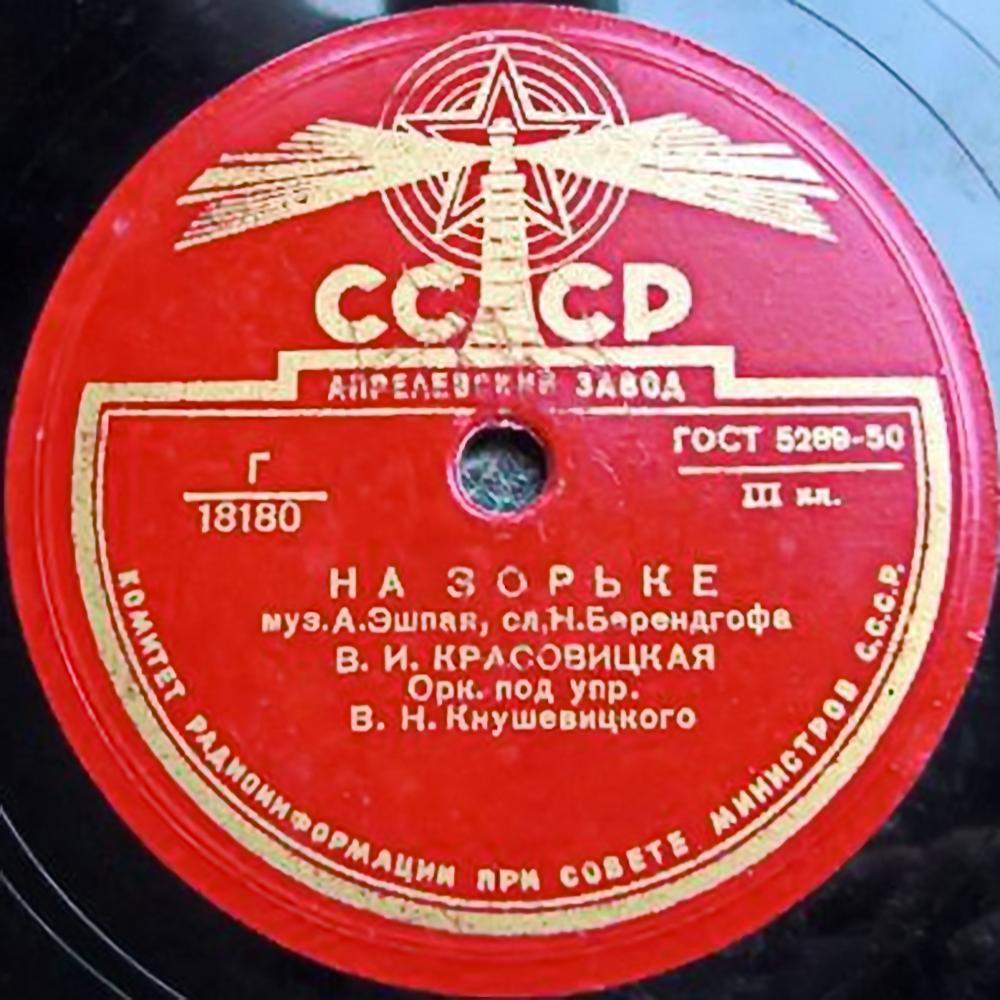 СССР
АПРЕЛЕВСКИЙ ЗАВОД
ГОСТ 5289-50
III кл.
Г
18180
НА ЗОРЬКЕ
муз.А.Эшпая, сл.Н.Берендгофа
В. И. КРАСОВИЦКАЯ
Орк. под упр.
В. Н. Кнушевицкого
КОМИТЕТ РАДИОИНФОРМАЦИИ ПРИ СОВЕТЕ МИНИСТРОВ С.С.С.Р.